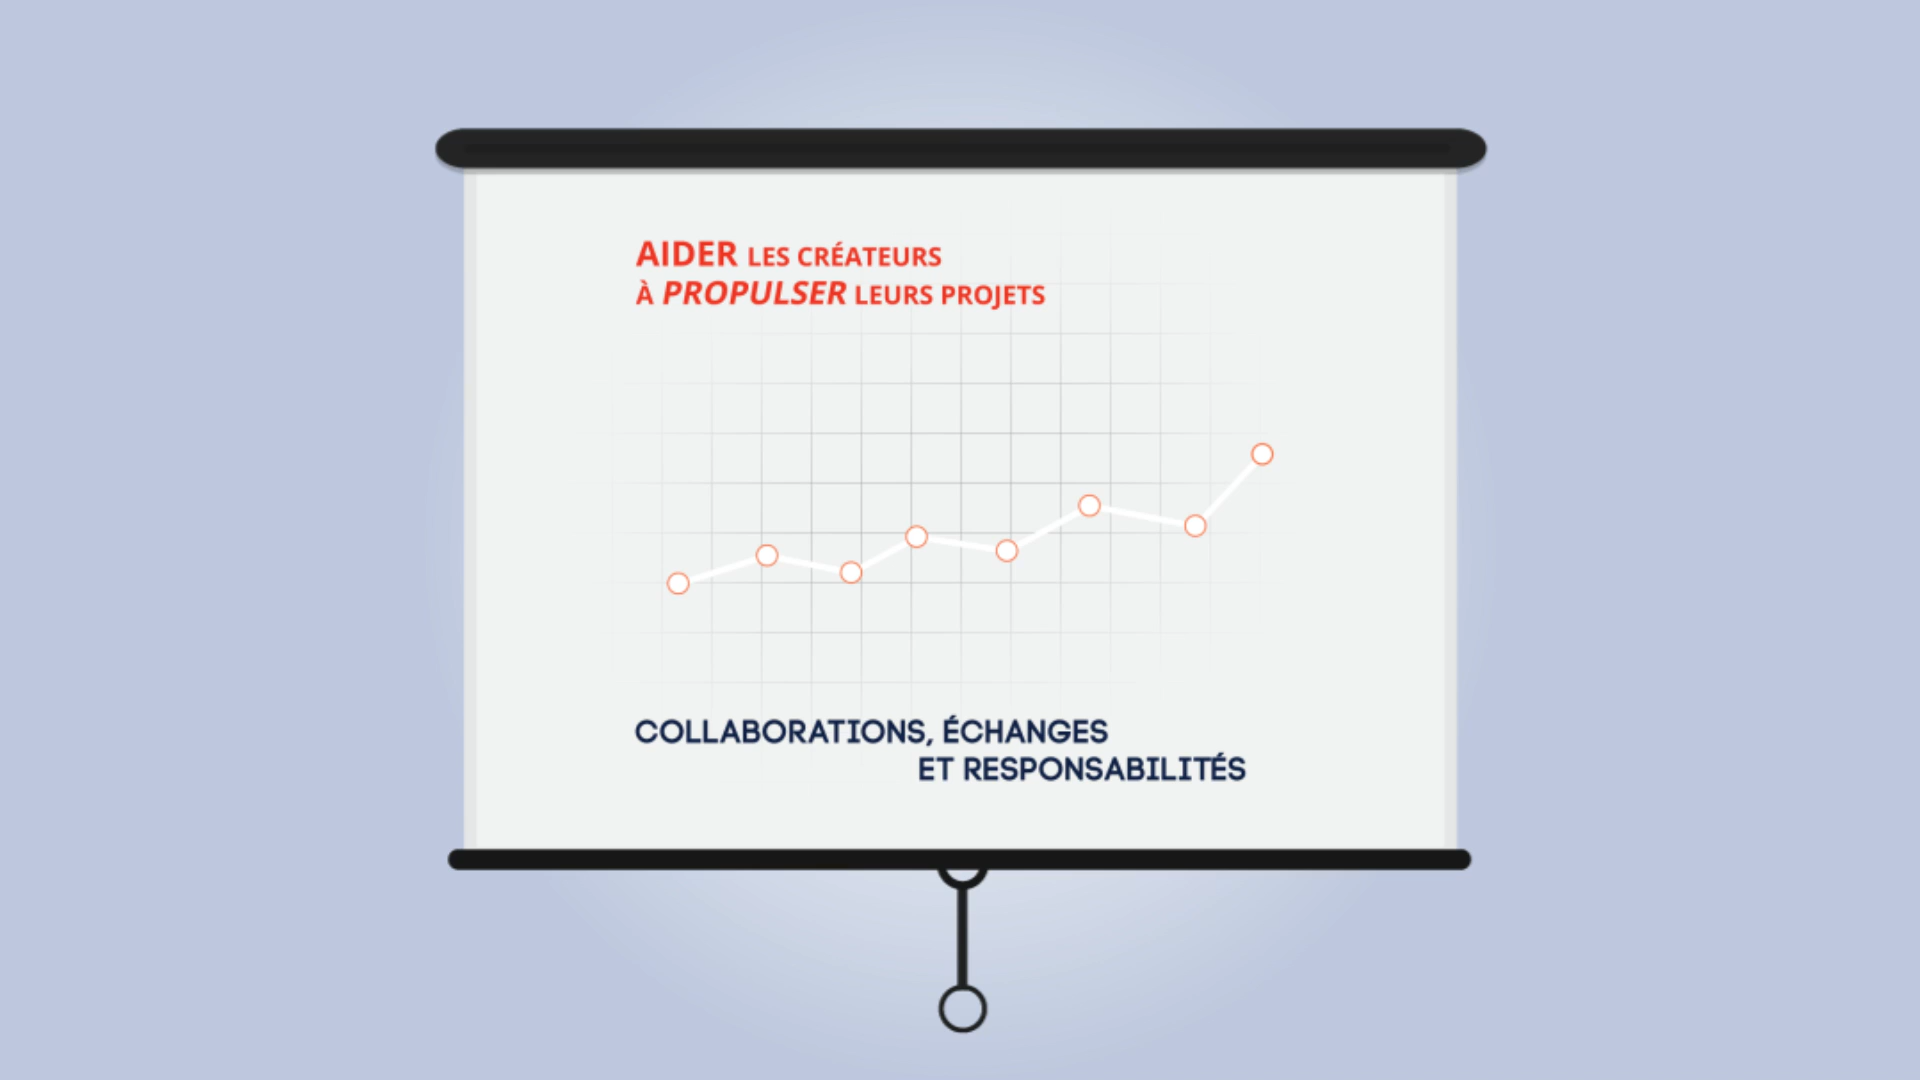 AIDER LES CRÉATEURS
À PROPULSER LEURS PROJETS
COLLABORATIONS, ÉCHANGES
ET RESPONSABILITÉS